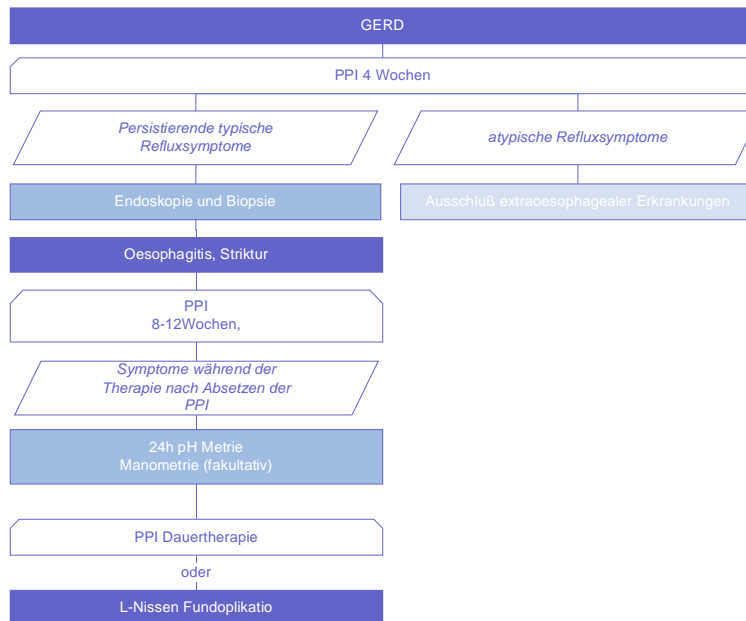 GERD
PPI 4 Wochen
Persistierende typische
Refluxsymptome
atypische Refluxsymptome
Endoskopie und Biopsie
Ausschluß extraoesophagealer Erkrankungen
Oesophagitis, Striktur
PPI
8-12Wochen,
Symptome während der
Therapie nach Absetzen der
PPI
24h pH Metrie
Manometrie (fakultativ)
PPI Dauertherapie
oder
L-Nissen Fundoplikatio